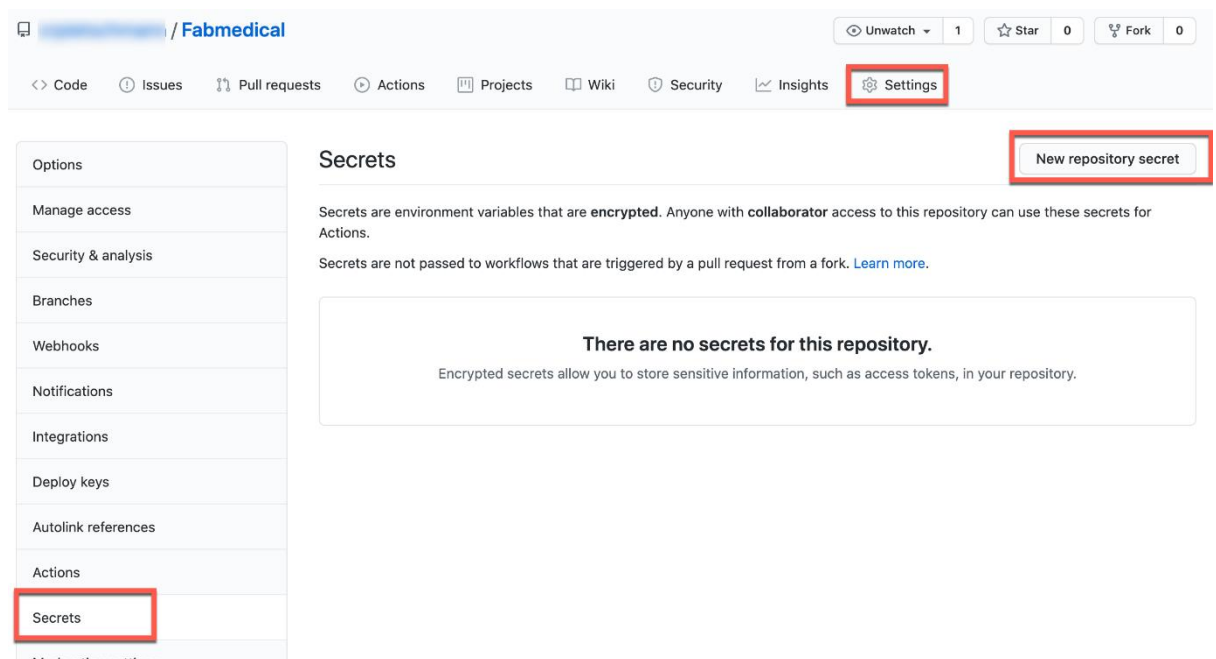 / Fabmedical
Unwatch 1 Star 0 Fork 0
<> Code Issues Pull requests Actions Projects Wiki Security Insights Settings
Options
Manage access
Security & analysis
Branches
Webhooks
Notifications
Integrations
Deploy keys
Autolink references
Actions
Secrets
Secrets
New repository secret
Secrets are environment variables that are encrypted. Anyone with collaborator access to this repository can use these secrets for
Actions.
Secrets are not passed to workflows that are triggered by a pull request from a fork. Learn more.
There are no secrets for this repository.
Encrypted secrets allow you to store sensitive information, such as access tokens, in your repository.